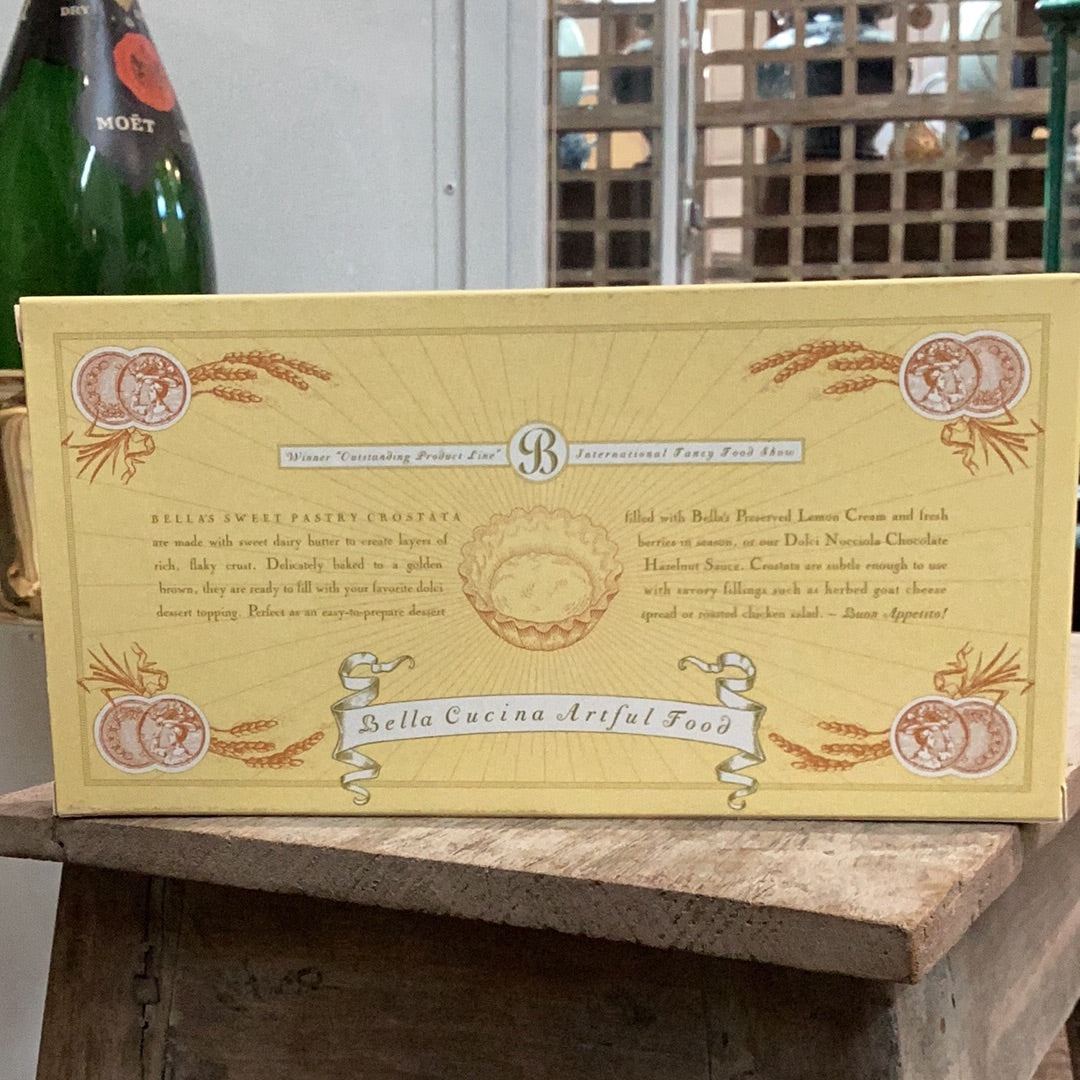 DRY
MOËT
Winner "Outstanding Product Line" B International Fancy Food Show
BELLA'S SWEET PASTRY CROSTATA
are made with sweet dairy butter to create layers of
rich, flaky crust. Delicately baked to a golden
brown, they are ready to fill with your favorite dolci
dessert topping. Perfect as an easy-to-prepare dessert
filled with Bella's Preserved Lemon Cream and fresh
berries in season, or our Dolci Nocciola Chocolate
Hazelnut Sauce. Crostata are subtle enough to use
with savory fillings such as herbed goat cheese
spread or roasted chicken salad. – Buon Appetito!
Bella Cucina Artful Food